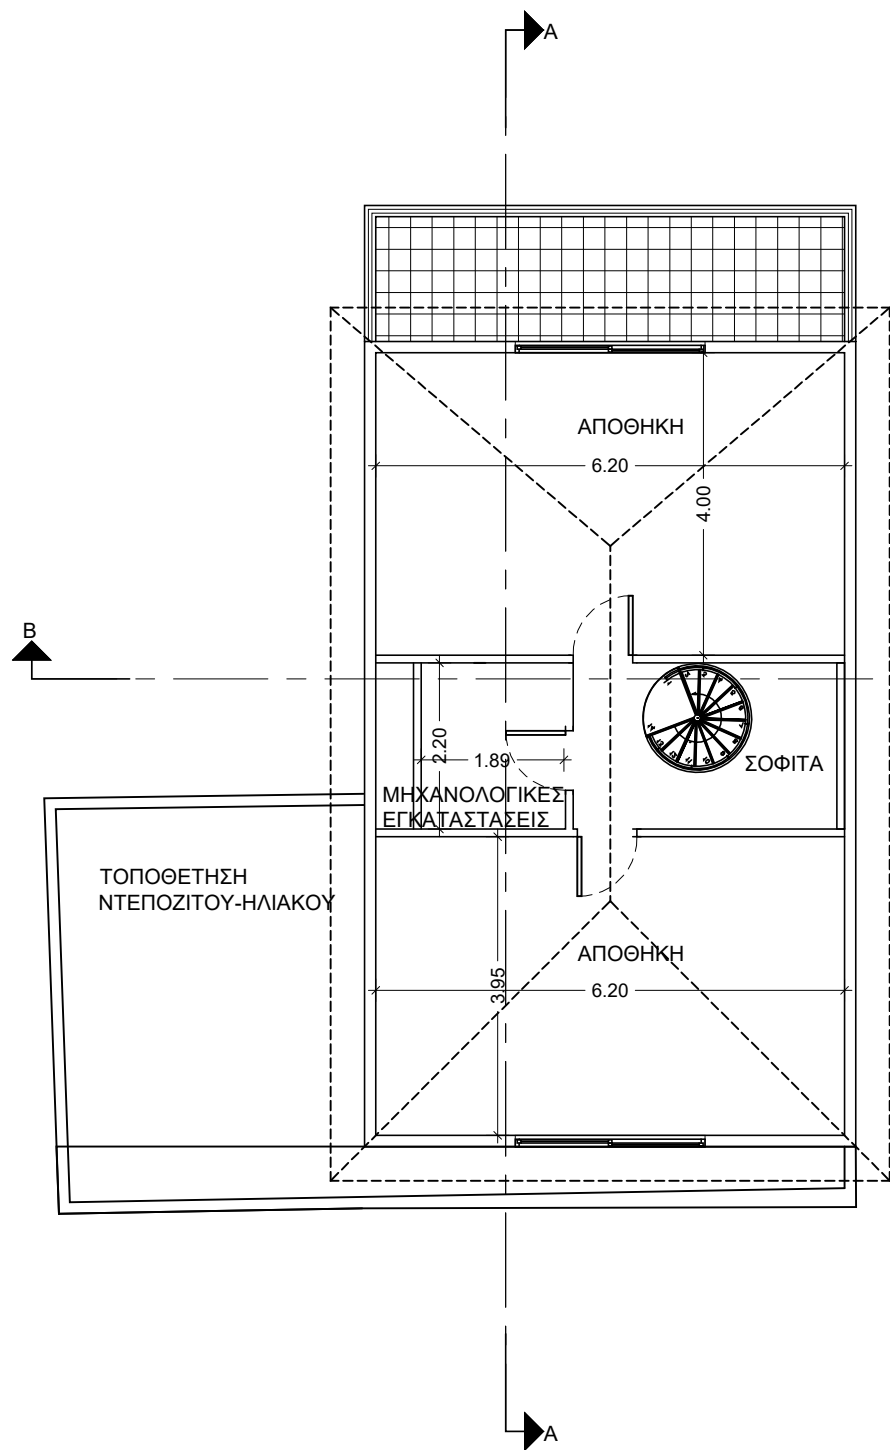 A
ΑΠΟΘΗΚΗ
6.20
4.00
B
2.20
1.89
ΣΟΦΙΤΑ
ΜΗΧΑΝΟΛΟΓΙΚΕΣ
ΕΓΚΑΤΑΣΤΑΣΕΙΣ
ΤΟΠΟΘΕΤΗΣΗ
ΝΤΕΠΟΖΙΤΟΥ-ΗΛΙΑΚΟΥ
ΑΠΟΘΗΚΗ
3.95
6.20
A